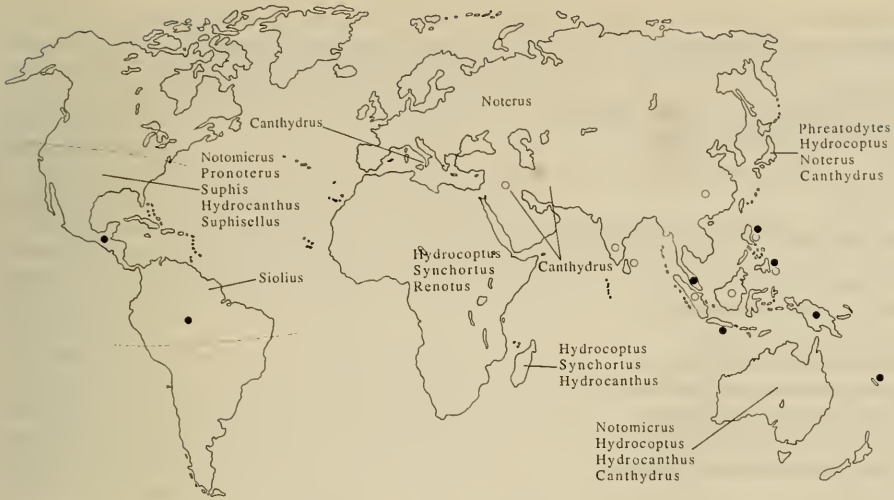 Noterus
Canthydrus
Phreatodytes
Hydrocoptus
Noterus
Canthydrus
Notomicrus
Pronoterus
Suphis
Hydrocanthus
Suphisellus
Siolius
Hydrocoptus
Synchortus
Renotus
Canthydrus
Hydrocoptus
Synchortus
Hydrocanthus
Notomicrus
Hydrocoptus
Hydrocanthus
Canthydrus